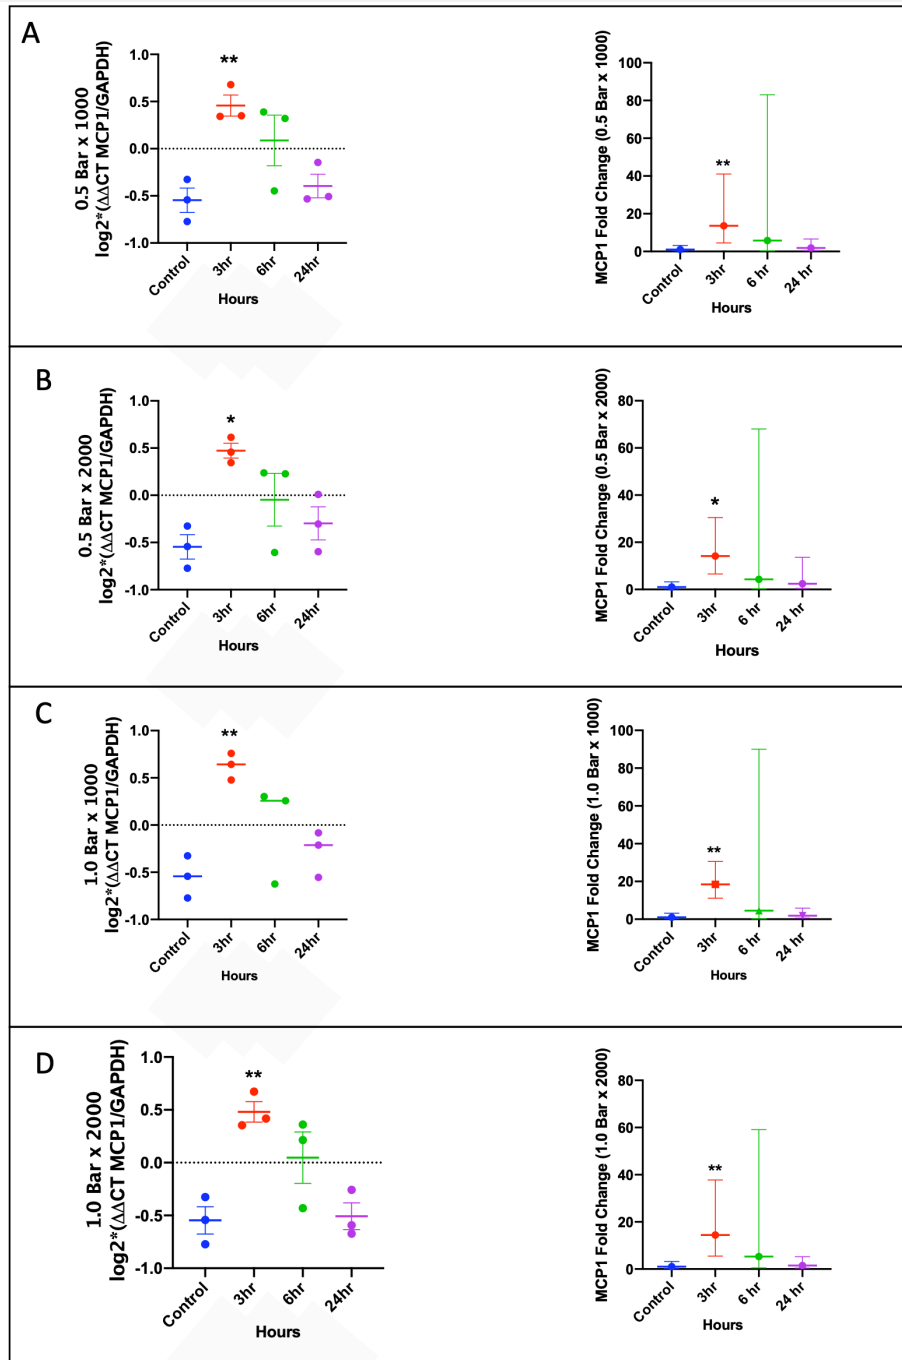 A
0.5 Bar x 1000
log2*(ΔΔCT MCP1/GAPDH)
1.0
0.5
0.0
-0.5
-1.0
**
Control
3hr
6hr
24hr
Hours
MCP1 Fold Change (0.5 Bar x 1000)
100
80
60
40
20
0
**
Control
3hr
6 hr
24 hr
Hours
B
0.5 Bar x 2000
log2*(ΔΔCT MCP1/GAPDH)
1.0
0.5
0.0
-0.5
-1.0
*
Control
3hr
6hr
24hr
Hours
MCP1 Fold Change (0.5 Bar x 2000)
80
60
40
20
0
*
Control
3hr
6 hr
24 hr
Hours
C
1.0 Bar x 1000
log2*(ΔΔCT MCP1/GAPDH)
1.0
0.5
0.0
-0.5
-1.0
**
Control
3hr
6hr
24hr
Hours
MCP1 Fold Change (1.0 Bar x 1000)
100
80
60
40
20
0
**
Control
3hr
6 hr
24 hr
Hours
D
1.0 Bar x 2000
log2*(ΔΔCT MCP1/GAPDH)
1.0
0.5
0.0
-0.5
-1.0
**
Control
3hr
6hr
24hr
Hours
MCP1 Fold Change (1.0 Bar x 2000)
80
60
40
20
0
**
Control
3hr
6 hr
24 hr
Hours